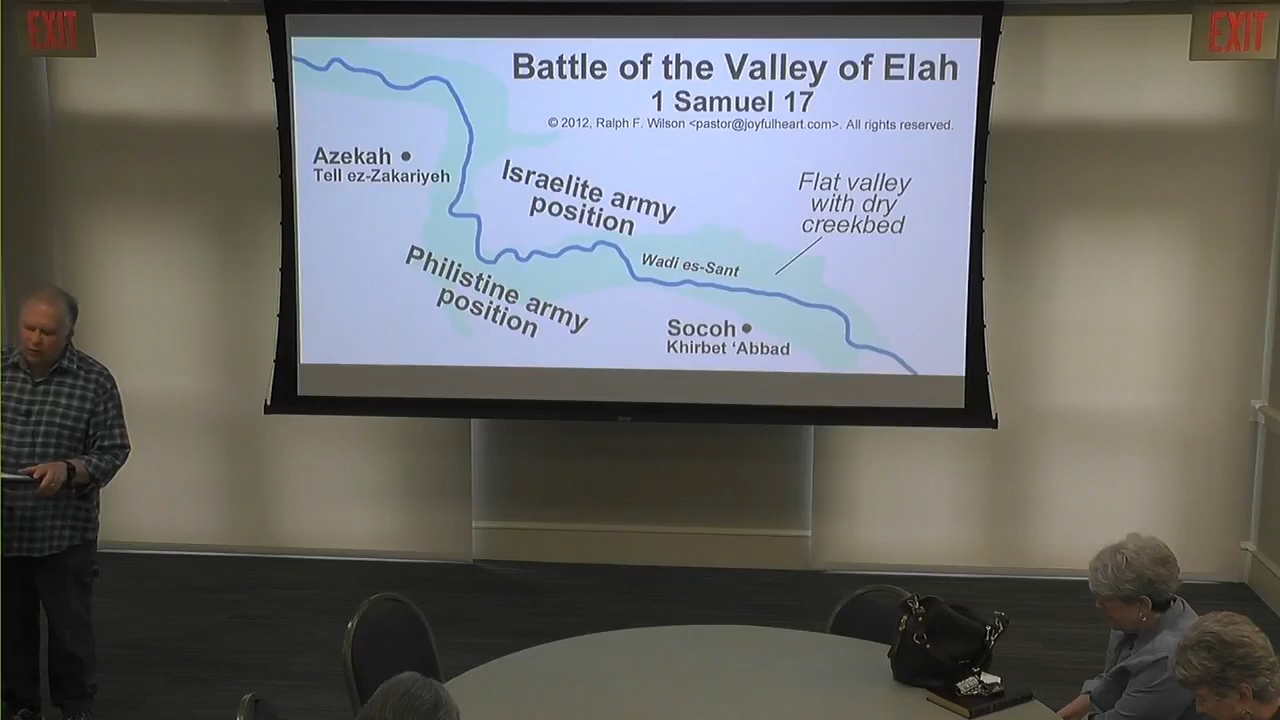 EXIT
EXIT
Battle of the Valley of Elah
1 Samuel 17
© 2012, Ralph F. Wilson <pastor@joyfulheart.com>. All rights reserved.
Azekah
Tell ez-Zakariyeh
Israelite army
position
Flat valley
with dry
creekbed
Philistine army
position
Wadi es-Sant
Socoh
Khirbet ‘Abbad